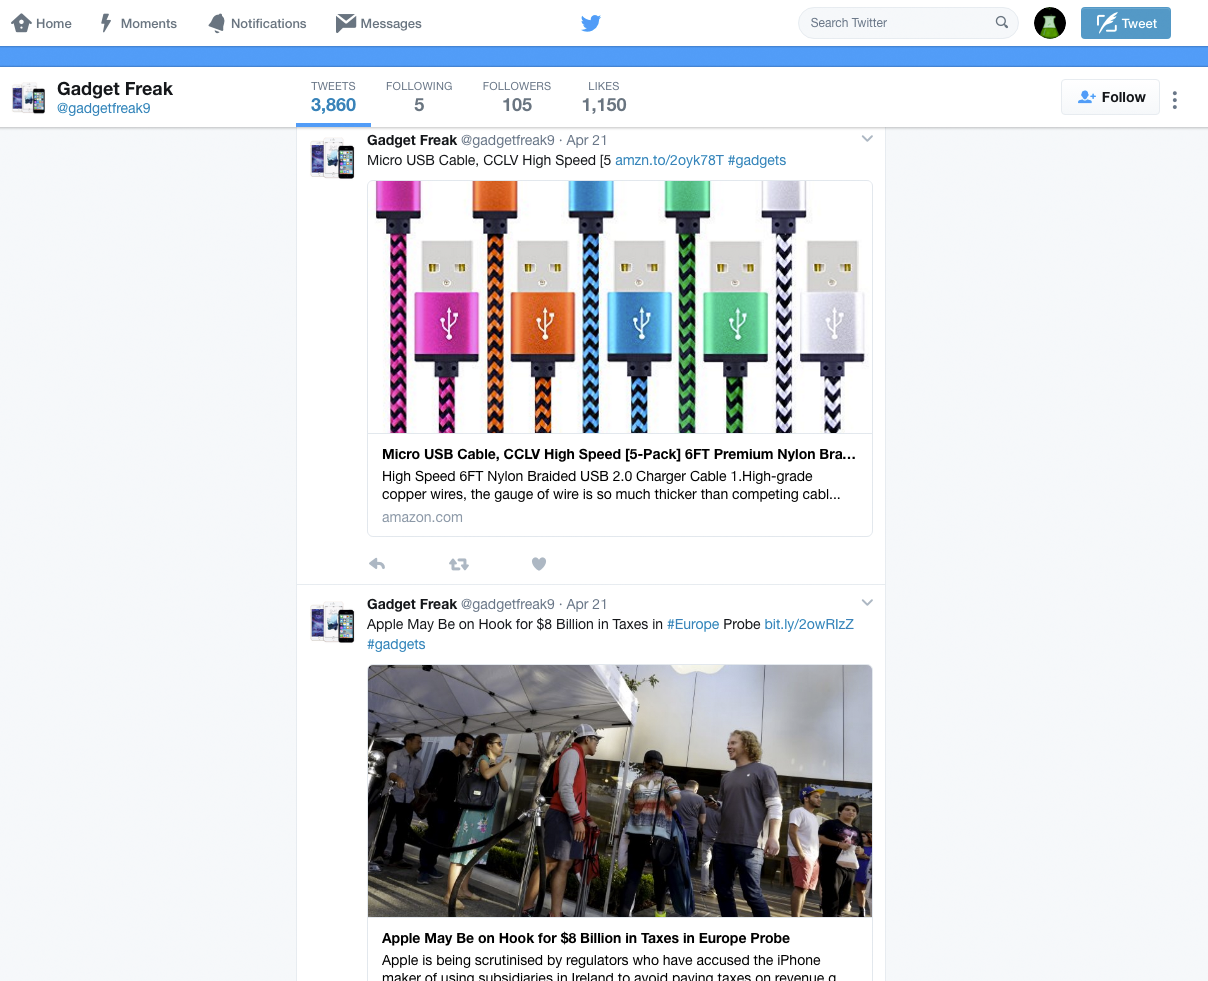 Home Moments Notifications Messages Search Twitter Tweet
Gadget Freak
@gadgetfreak9
TWEETS FOLLOWING FOLLOWERS LIKES
3,860 5 105 1,150
Follow
Gadget Freak @gadgetfreak9 · Apr 21
Micro USB Cable, CCLV High Speed [5 amzn.to/2oyk78T #gadgets
Micro USB Cable, CCLV High Speed [5-Pack] 6FT Premium Nylon Bra...
High Speed 6FT Nylon Braided USB 2.0 Charger Cable 1.High-grade
copper wires, the gauge of wire is so much thicker than competing cabl...
amazon.com
Gadget Freak @gadgetfreak9 · Apr 21
Apple May Be on Hook for $8 Billion in Taxes in #Europe Probe bit.ly/2owRIzZ
#gadgets
Apple May Be on Hook for $8 Billion in Taxes in Europe Probe
Apple is being scrutinised by regulators who have accused the iPhone
maker of using subsidiaries in Ireland to avoid paying taxes on revenue g